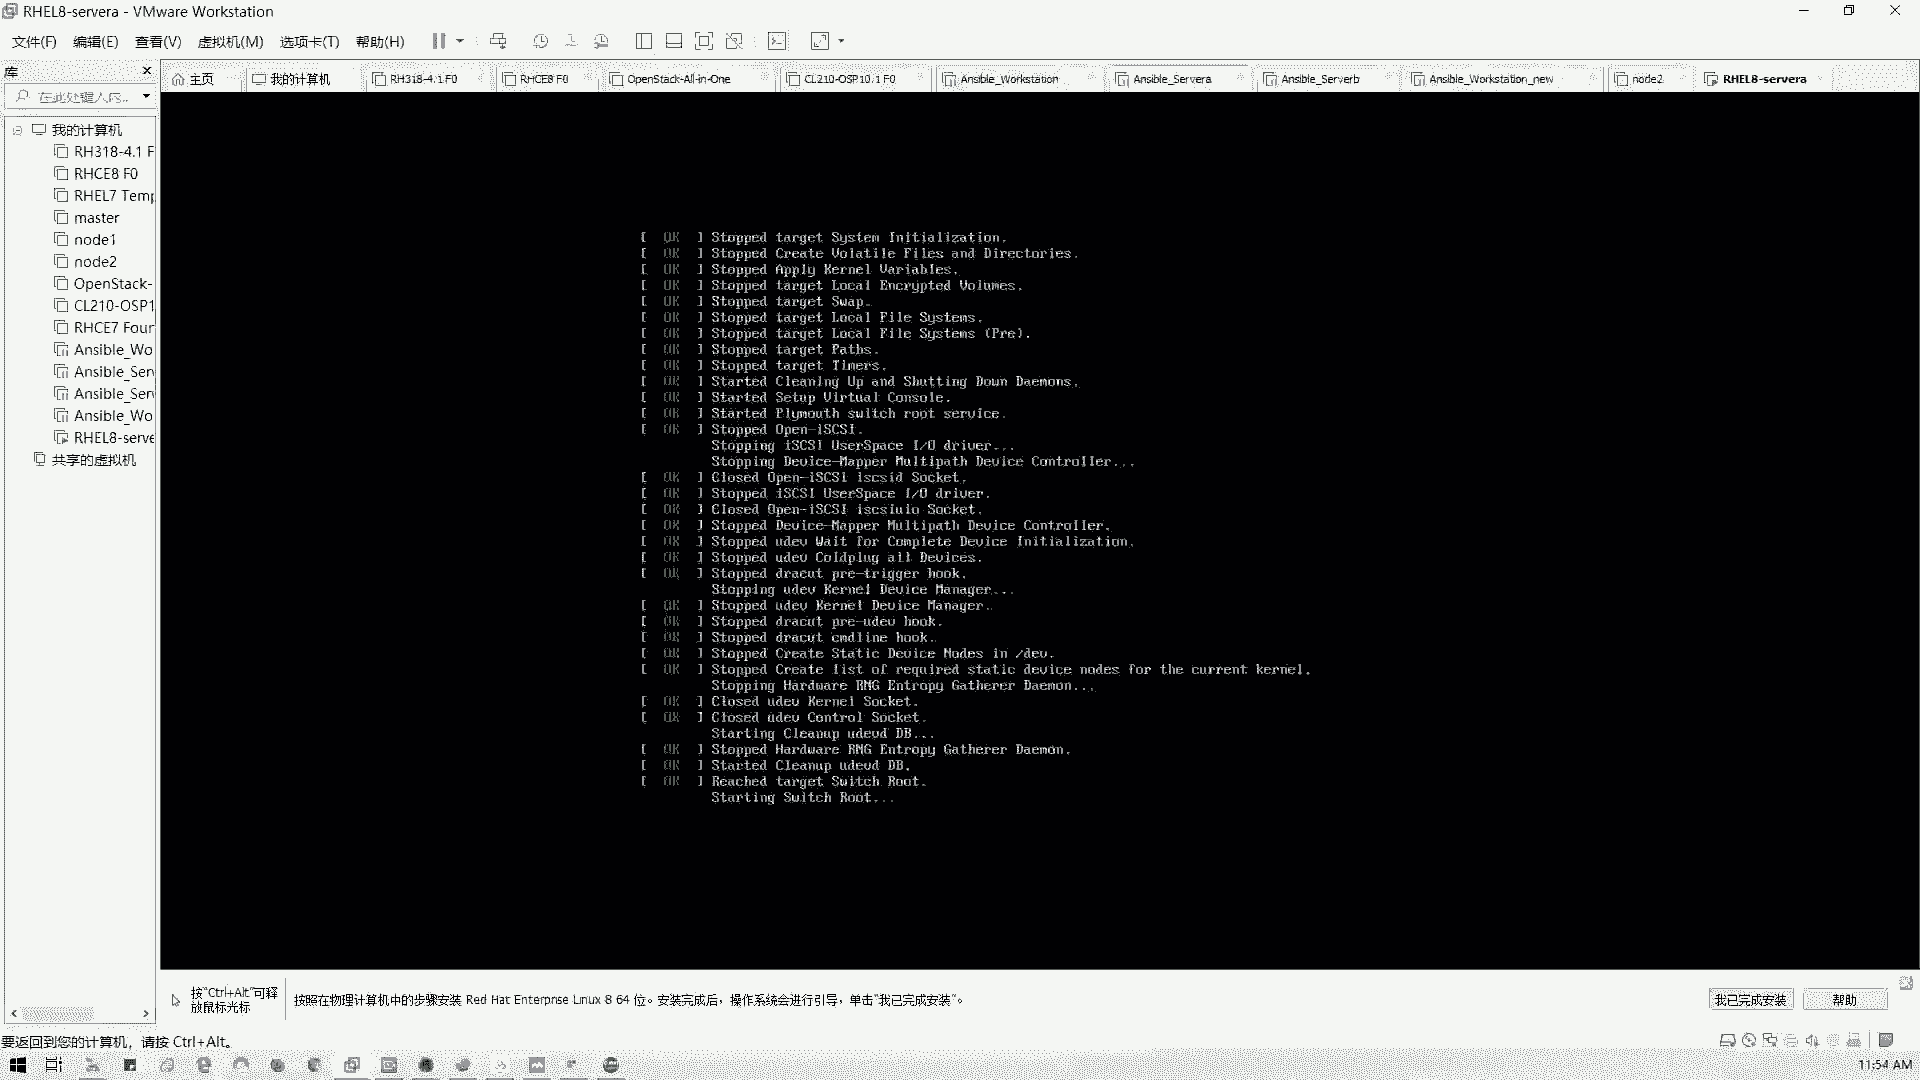 RHEL8-servera - VMware Workstation
文件(F) 编辑(E) 查看(V) 虚拟机(M) 选项卡(T) 帮助(H)
库
主页 我的计算机 RH318-4.1 F0 RHCE8 F0 OpenStack-All-in-One CL210-OSP10.1 F0 Ansible_Workstation Ansible_Servera Ansible_Serverb Ansible_Workstation_new node2 RHEL8-servera
在此处键入内...
我的计算机
RH318-4.1 F
RHCE8 F0
RHEL7 Temp
master
node1
node2
OpenStack-
CL210-OSP1
RHCE7 Four
Ansible_Wo
Ansible_Serv
Ansible_Serv
Ansible_Wo
RHEL8-serve
共享的虚拟机
[ OK ] Stopped target System Initialization.
[ OK ] Stopped Create Volatile Files and Directories.
[ OK ] Stopped Apply Kernel Variables.
[ OK ] Stopped target Local Encrypted Volumes.
[ OK ] Stopped target Swap.
[ OK ] Stopped target Local File Systems.
[ OK ] Stopped target Local File Systems (Pre).
[ OK ] Stopped target Paths.
[ OK ] Stopped target Timers.
[ OK ] Started Cleaning Up and Shutting Down Daemons.
[ OK ] Started Setup Virtual Console.
[ OK ] Started Plymouth switch root service.
[ OK ] Stopped Open-iSCSI.
Stopping iSCSI UserSpace I/O driver...
Stopping Device-Mapper Multipath Device Controller...
[ OK ] Closed Open-iSCSI iscsid Socket.
[ OK ] Stopped iSCSI UserSpace I/O driver.
[ OK ] Closed Open-iSCSI iscsiuio Socket.
[ OK ] Stopped Device-Mapper Multipath Device Controller.
[ OK ] Stopped udev Wait for Complete Device Initialization.
[ OK ] Stopped udev Coldplug all Devices.
[ OK ] Stopped dracut pre-trigger hook.
Stopping udev Kernel Device Manager...
[ OK ] Stopped udev Kernel Device Manager.
[ OK ] Stopped dracut pre-udev hook.
[ OK ] Stopped dracut cmdline hook.
[ OK ] Stopped Create Static Device Nodes in /dev.
[ OK ] Stopped Create list of required static device nodes for the current kernel.
Stopping Hardware RNG Entropy Gatherer Daemon...
[ OK ] Closed udev Kernel Socket.
[ OK ] Closed udev Control Socket.
Starting Cleanup udevd DB...
[ OK ] Stopped Hardware RNG Entropy Gatherer Daemon.
[ OK ] Started Cleanup udevd DB.
[ OK ] Reached target Switch Root.
Starting Switch Root...
按"Ctrl+Alt"可释
放鼠标光标
按照在物理计算机中的步骤安装 Red Hat Enterprise Linux 8 64 位。安装完成后，操作系统会进行引导，单击"我已完成安装"。
我已完成安装 帮助
要返回到您的计算机，请按 Ctrl+Alt。
11:54 AM